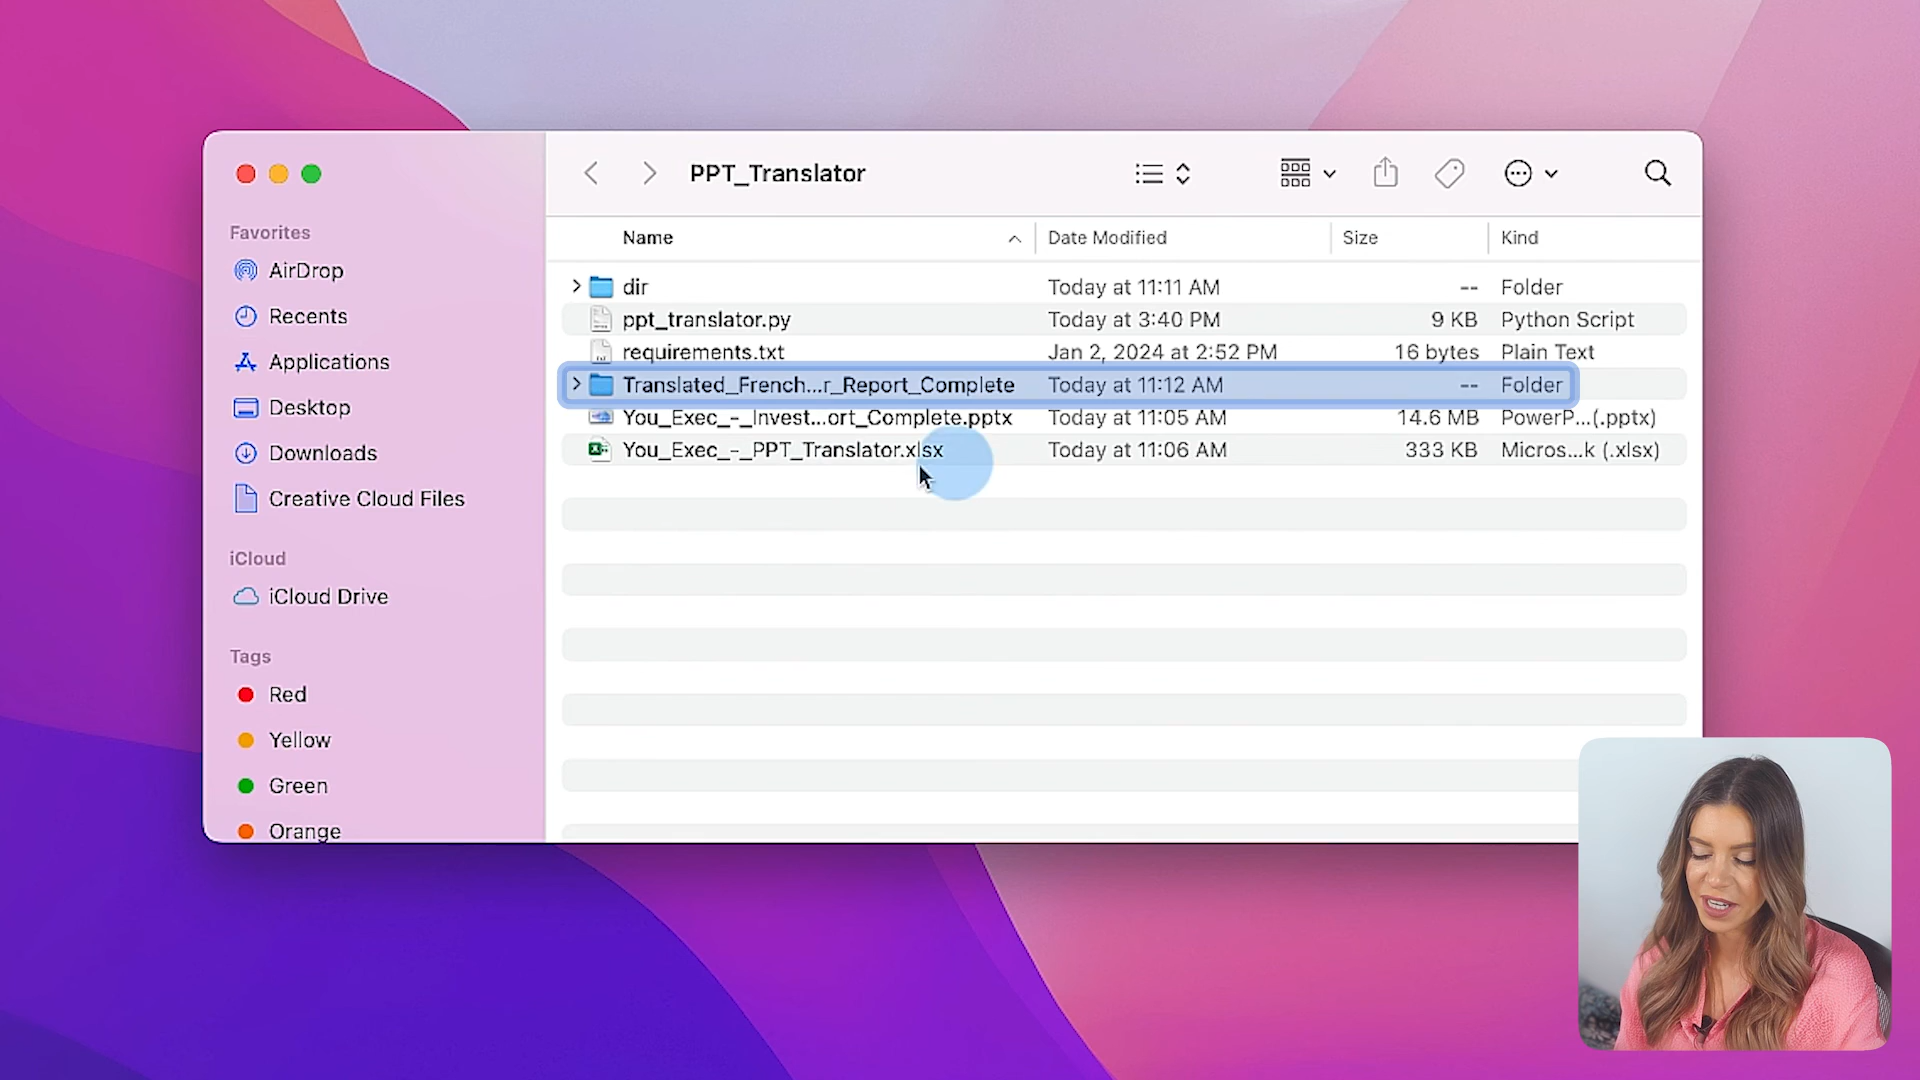 PPT_Translator
Favorites
AirDrop
Recents
Applications
Desktop
Downloads
Creative Cloud Files
iCloud
iCloud Drive
Tags
Red
Yellow
Green
Orange
Name Date Modified Size Kind
dir Today at 11:11 AM -- Folder
ppt_translator.py Today at 3:40 PM 9 KB Python Script
requirements.txt Jan 2, 2024 at 2:52 PM 16 bytes Plain Text
Translated_French...r_Report_Complete Today at 11:12 AM -- Folder
You_Exec_-_Invest...ort_Complete.pptx Today at 11:05 AM 14.6 MB PowerP...(.pptx)
You_Exec_-_PPT_Translator.xlsx Today at 11:06 AM 333 KB Micros...k (.xlsx)